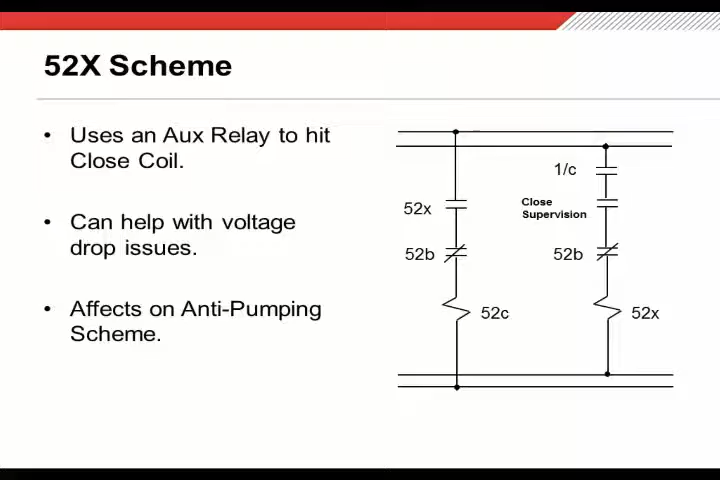 52X Scheme
• Uses an Aux Relay to hit
Close Coil.
• Can help with voltage
drop issues.
• Affects on Anti-Pumping
Scheme.
1/c
52x
Close
Supervision
52b
52b
52c
52x